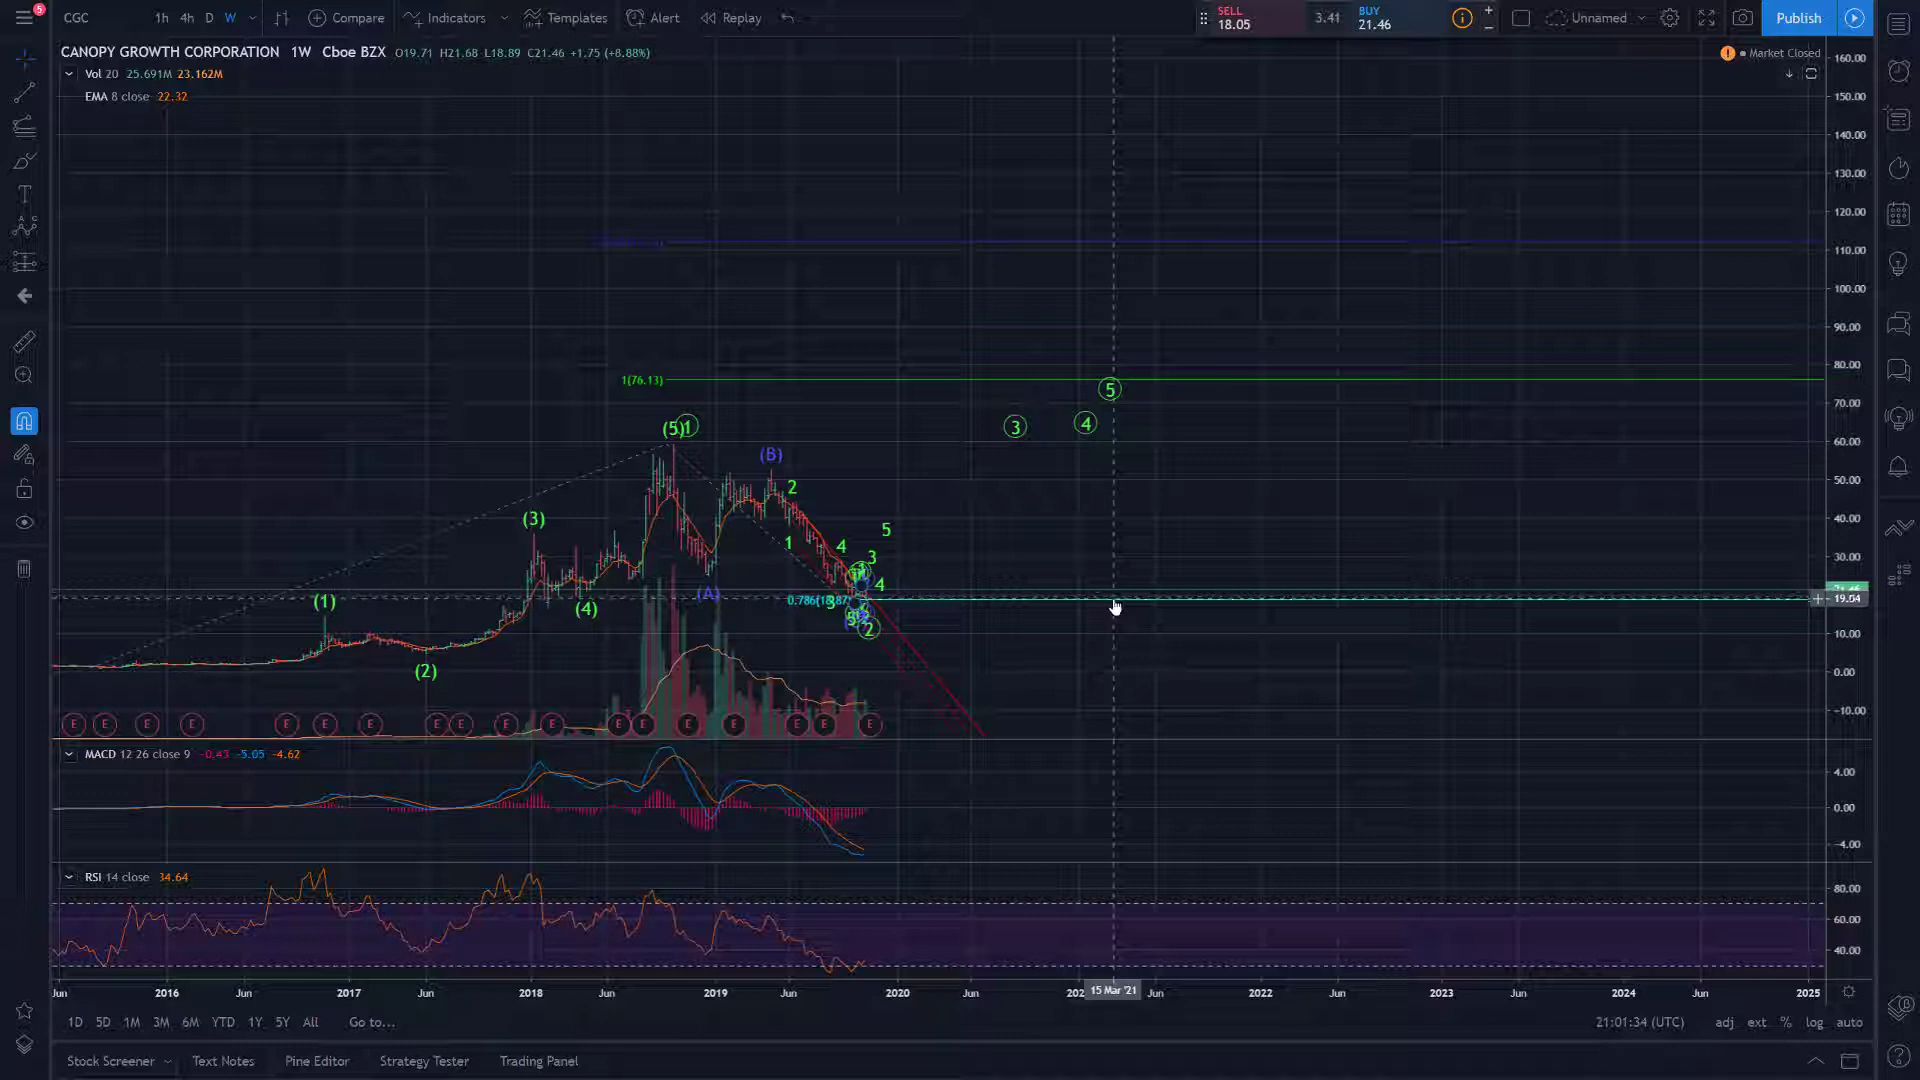 5
CGC
1h 4h D W
Compare
Indicators
Templates
Alert
Replay
SELL
18.05
3.41
BUY
21.46
Unnamed
Publish
CANOPY GROWTH CORPORATION 1W Cboe BZX O19.71 H21.68 L18.89 C21.46 +1.75 (+8.88%)
Market Closed
Vol 20 25.691M 23.162M
EMA 8 close 22.32
160.00
150.00
140.00
130.00
120.00
110.00
100.00
90.00
80.00
70.00
60.00
50.00
40.00
30.00
10.00
0.00
-10.00
1(76.13)
5
4
3
(5) 1
(B)
2
(3)
5
1
4
3
4
(1)
(4)
(A)
3
5
2
(2)
19.54
E E E E E E E E E E E E E E E E E E
MACD 12 26 close 9 -0.43 -5.05 -4.62
4.00
0.00
-4.00
RSI 14 close 34.64
80.00
60.00
40.00
Jun 2016 Jun 2017 Jun 2018 Jun 2019 Jun 2020 Jun 15 Mar '21 Jun 2022 Jun 2023 Jun 2024 Jun 2025
1D 5D 1M 3M 6M YTD 1Y 5Y All Go to...
21:01:34 (UTC) adj ext % log auto
Stock Screener Text Notes Pine Editor Strategy Tester Trading Panel